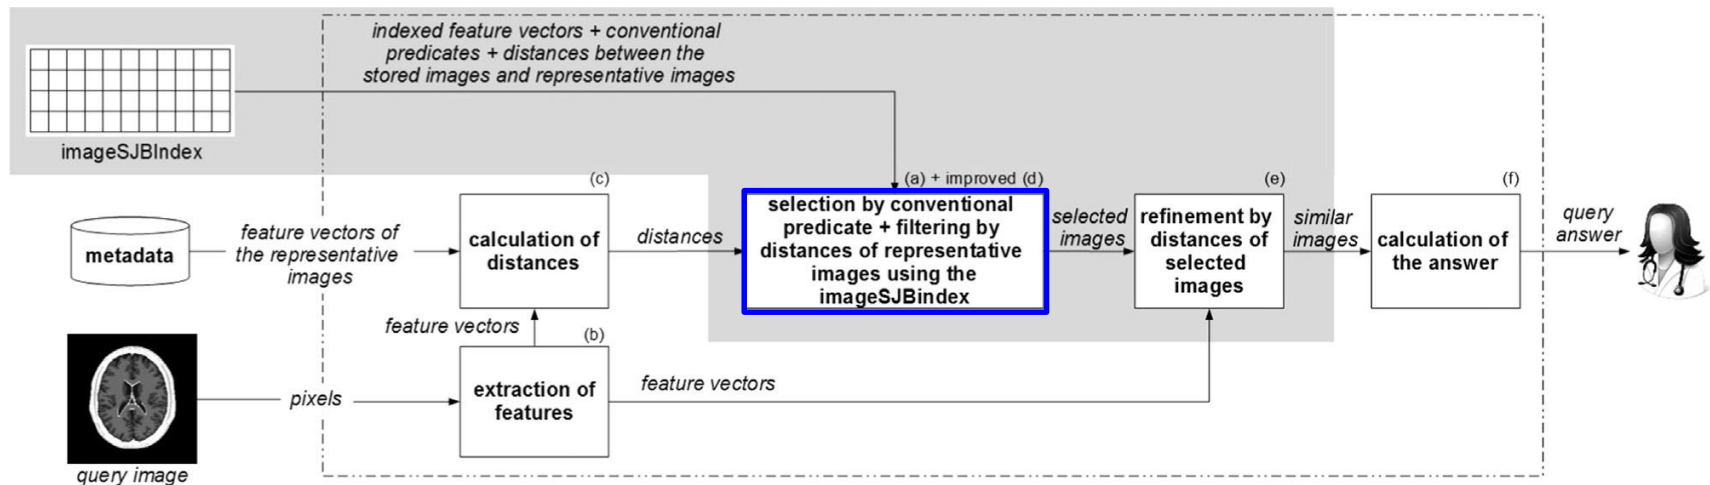 indexed feature vectors + conventional
predicates + distances between the
stored images and representative images
imageSJBIndex
(c)
(a) + improved (d)
(e)
(f)
metadata
feature vectors of
the representative
images
calculation of
distances
distances
selection by conventional
predicate + filtering by
distances of representative
images using the
imageSJBindex
selected
images
refinement by
distances of
selected
images
similar
images
calculation of
the answer
query
answer
feature vectors
(b)
pixels
extraction of
features
feature vectors
query image